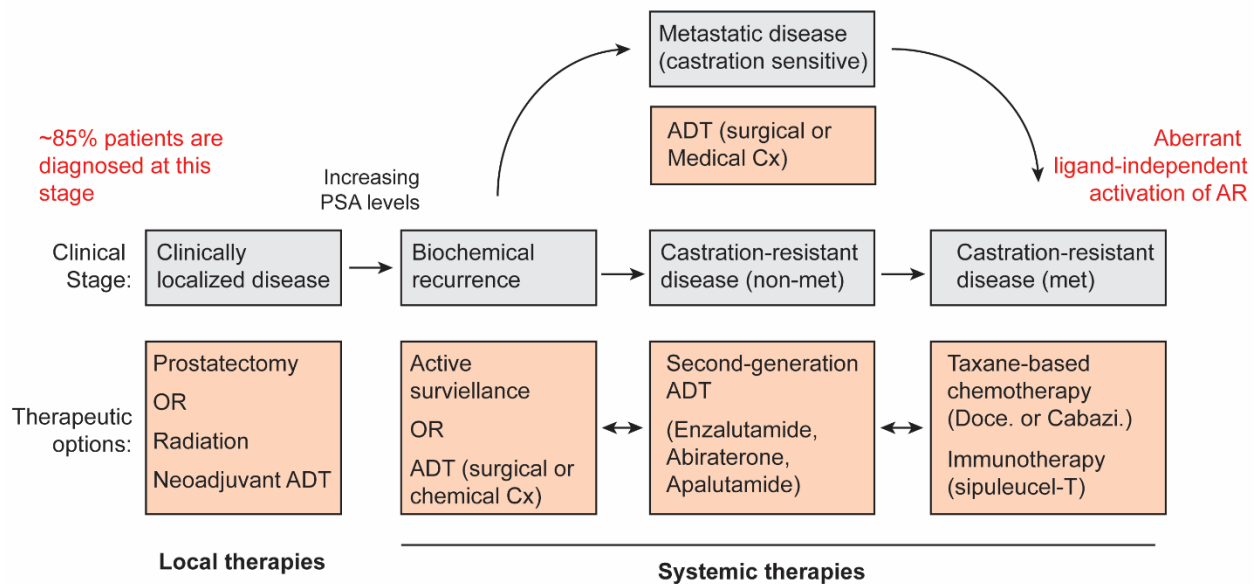 Metastatic disease
(castration sensitive)
ADT (surgical or
Medical Cx)
~85% patients are
diagnosed at this
stage
Increasing
PSA levels
Aberrant
ligand-independent
activation of AR
Clinical
Stage:
Clinically
localized disease
Biochemical
recurrence
Castration-resistant
disease (non-met)
Castration-resistant
disease (met)
Therapeutic
options:
Prostatectomy
OR
Radiation
Neoadjuvant ADT
Active
surviellance
OR
ADT (surgical or
chemical Cx)
Second-generation
ADT
(Enzalutamide,
Abiraterone,
Apalutamide)
Taxane-based
chemotherapy
(Doce. or Cabazi.)
Immunotherapy
(sipuleucel-T)
Local therapies
Systemic therapies